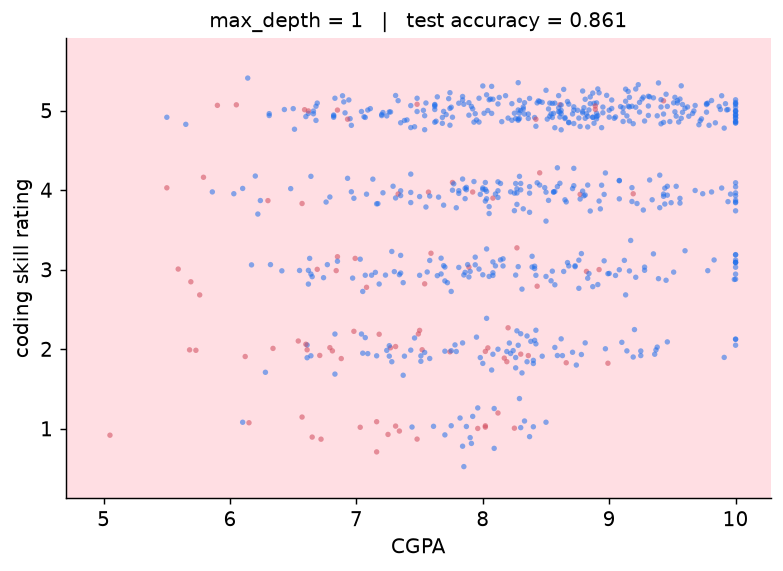 max_depth = 1 | test accuracy = 0.861
coding skill rating
5
4
3
2
1
5 6 7 8 9 10
CGPA